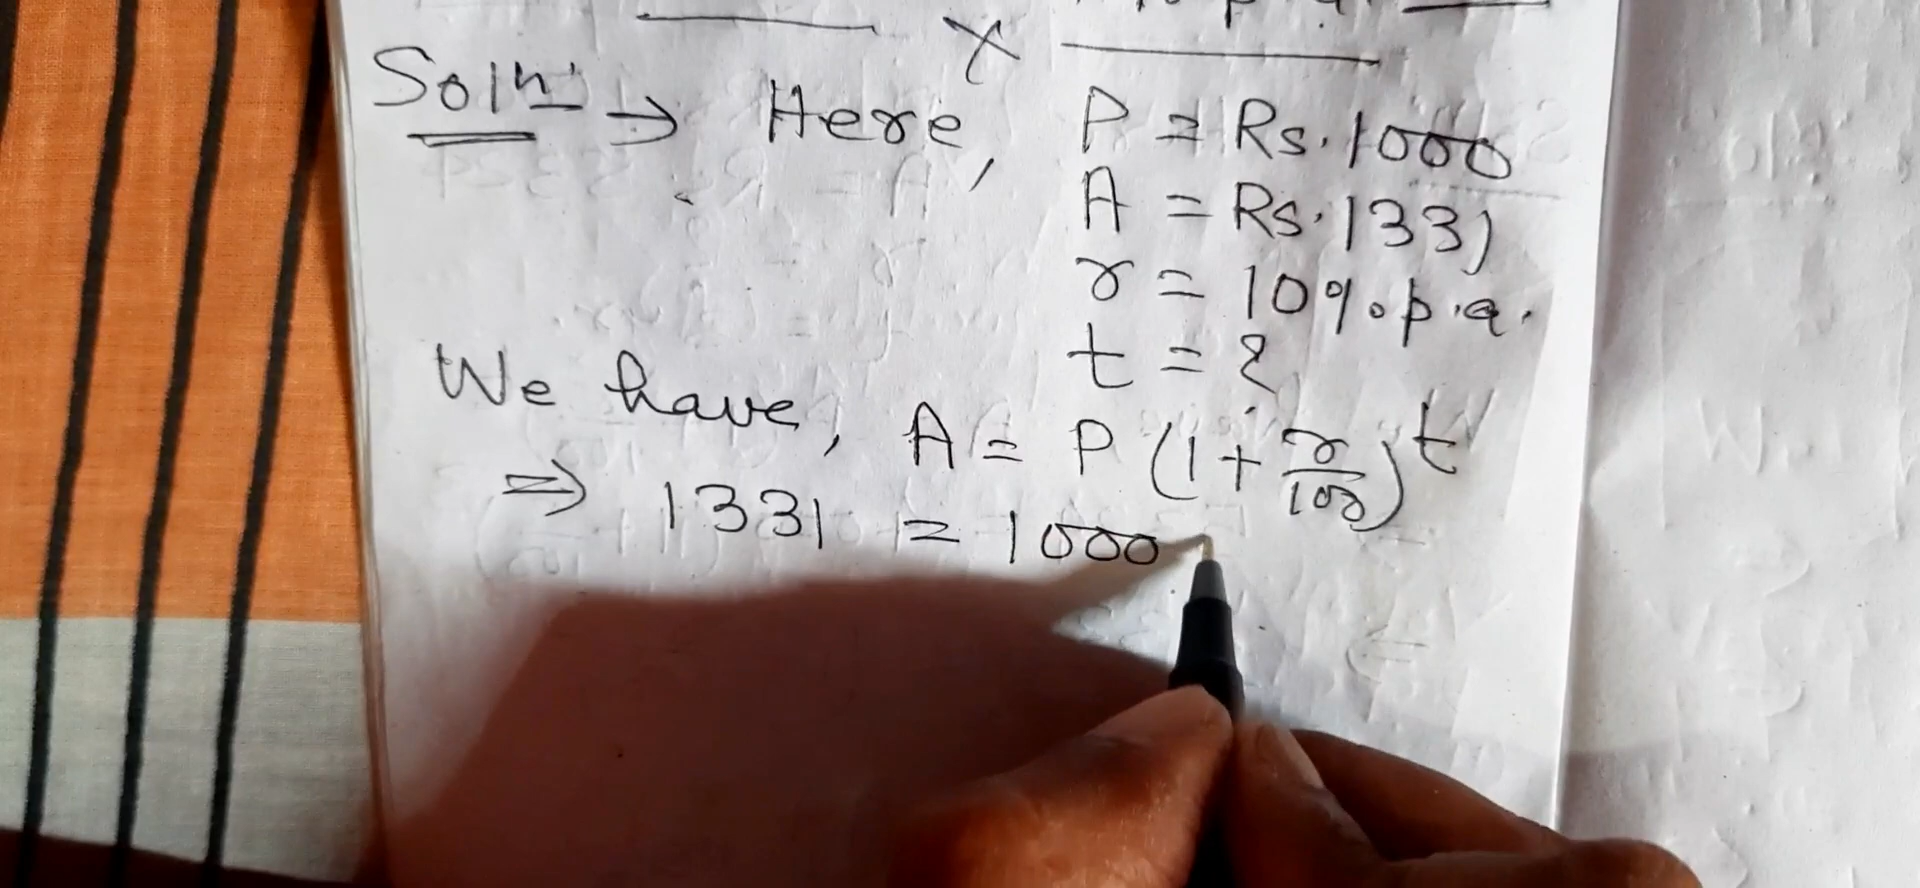 Soln. → Here, P = Rs. 1000
A = Rs. 1331
r = 10% p.a.
t = ?
We have, A = P (1 + r/100)^t
⇒ 1331 = 1000